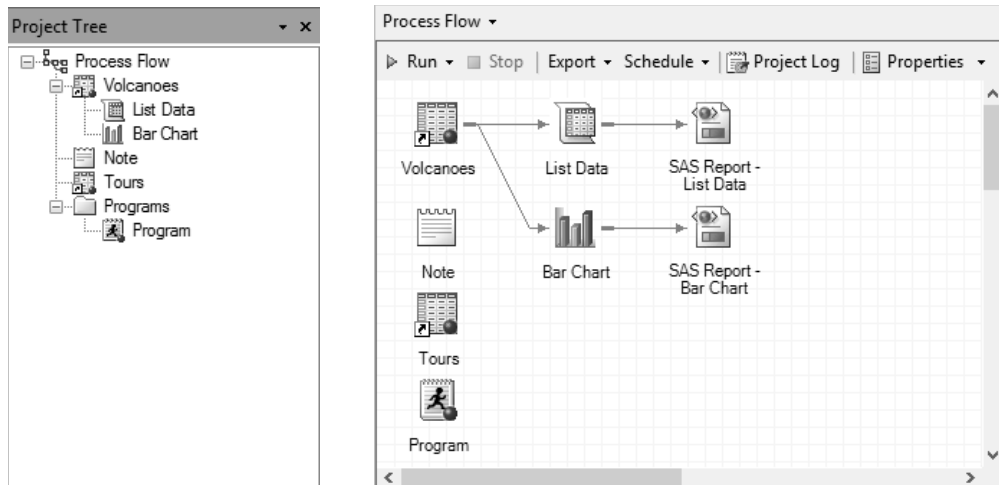 Project Tree
Process Flow
Volcanoes
List Data
Bar Chart
Note
Tours
Programs
Program
Process Flow
Run
Stop
Export
Schedule
Project Log
Properties
Volcanoes
List Data
SAS Report -
List Data
Note
Bar Chart
SAS Report -
Bar Chart
Tours
Program